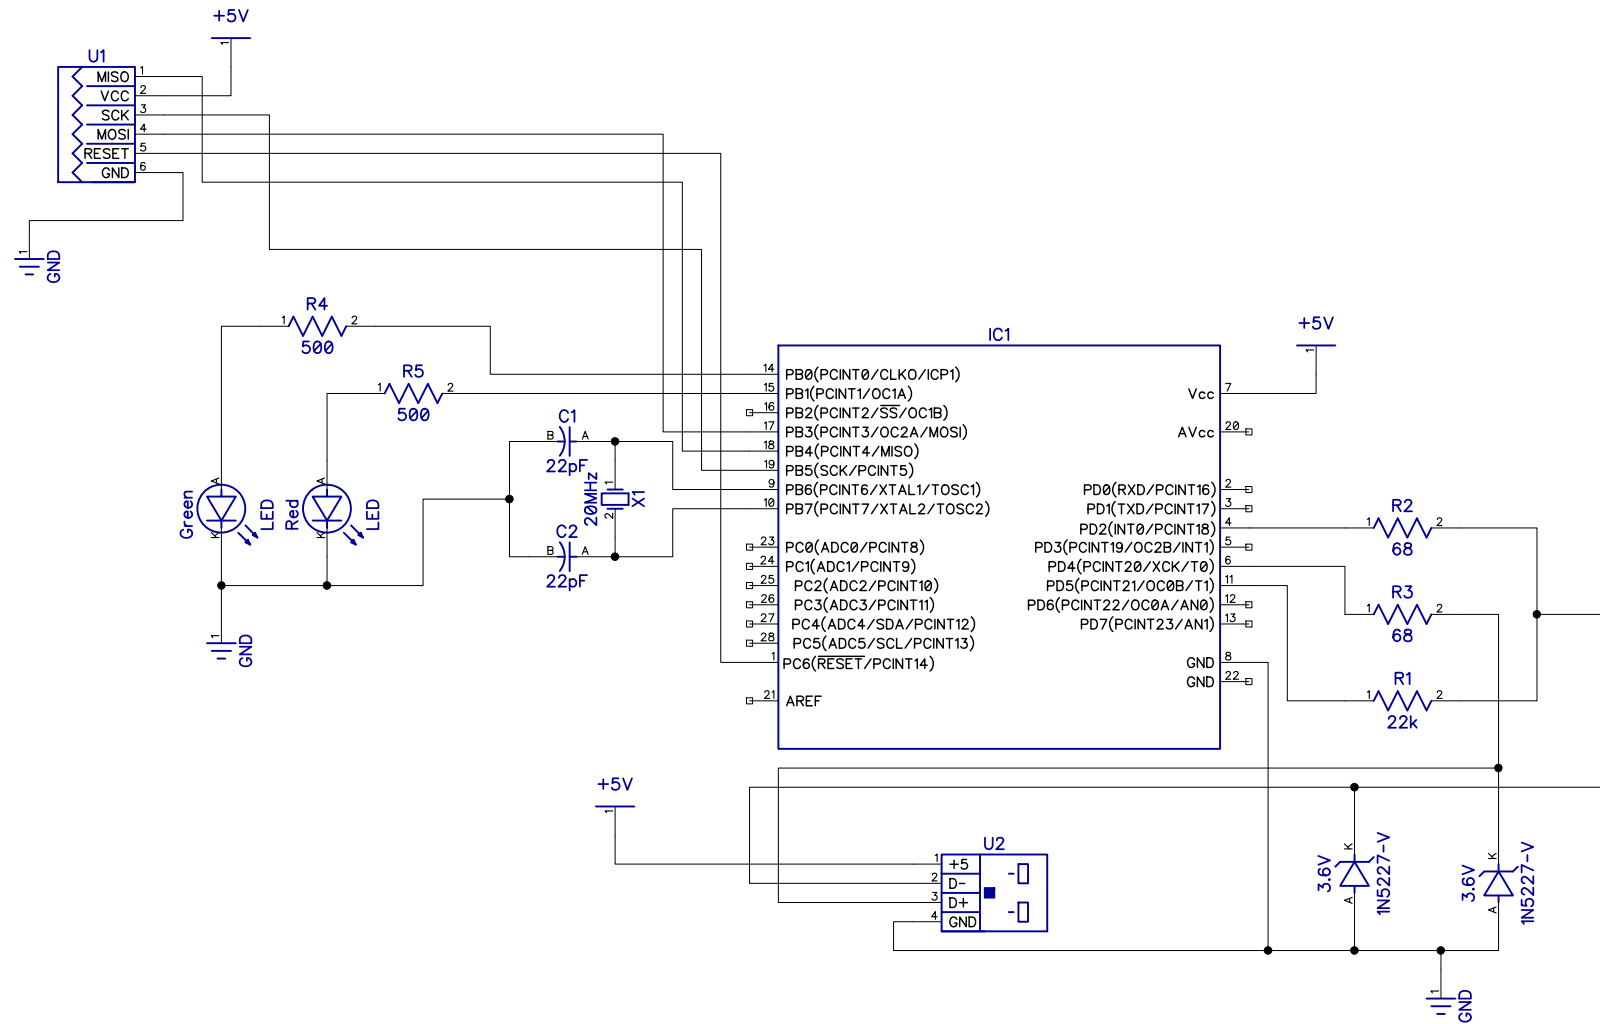 +5V
1
U1
MISO 1
VCC 2
SCK 3
MOSI 4
RESET 5
GND 6
1
GND
R4
1 2
500
R5
1 2
500
C1
B A
22pF
C2
B A
22pF
1
20MHz
X1
2
A
Green
LED
K
A
Red
LED
K
1
GND
IC1
14 PB0(PCINT0/CLKO/ICP1)
15 PB1(PCINT1/OC1A)
16 PB2(PCINT2/SS/OC1B)
17 PB3(PCINT3/OC2A/MOSI)
18 PB4(PCINT4/MISO)
19 PB5(SCK/PCINT5)
9 PB6(PCINT6/XTAL1/TOSC1)
10 PB7(PCINT7/XTAL2/TOSC2)
23 PC0(ADC0/PCINT8)
24 PC1(ADC1/PCINT9)
25 PC2(ADC2/PCINT10)
26 PC3(ADC3/PCINT11)
27 PC4(ADC4/SDA/PCINT12)
28 PC5(ADC5/SCL/PCINT13)
1 PC6(RESET/PCINT14)
21 AREF
Vcc 7
AVcc 20
PD0(RXD/PCINT16) 2
PD1(TXD/PCINT17) 3
PD2(INT0/PCINT18) 4
PD3(PCINT19/OC2B/INT1) 5
PD4(PCINT20/XCK/T0) 6
PD5(PCINT21/OC0B/T1) 11
PD6(PCINT22/OC0A/AN0) 12
PD7(PCINT23/AN1) 13
GND 8
GND 22
+5V
1
R2
1 2
68
R3
1 2
68
R1
1 2
22k
+5V
1
U2
1 +5
2 D-
3 D+
4 GND
K
3.6V
1N5227-V
A
K
3.6V
1N5227-V
A
1
GND